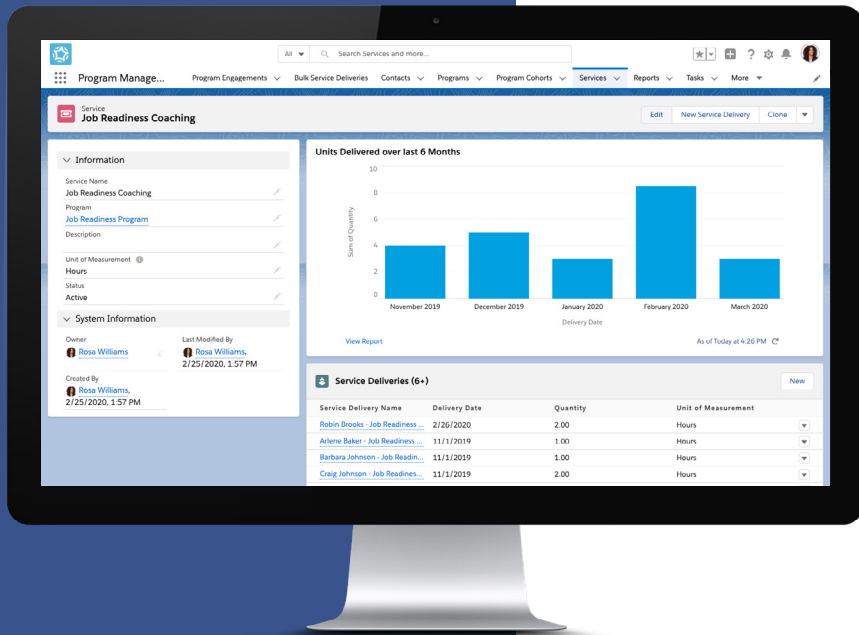 All
Search Services and more...
Program Manage...
Program Engagements
Bulk Service Deliveries
Contacts
Programs
Program Cohorts
Services
Reports
Tasks
More
Service
Job Readiness Coaching
Edit
New Service Delivery
Clone
Information
Service Name
Job Readiness Coaching
Program
Job Readiness Program
Description
Unit of Measurement
Hours
Status
Active
System Information
Owner
Rosa Williams
Last Modified By
Rosa Williams,
2/25/2020, 1:57 PM
Created By
Rosa Williams,
2/25/2020, 1:57 PM
Units Delivered over last 6 Months
Sum of Quantity
10
8
6
4
2
0
November 2019
December 2019
January 2020
February 2020
March 2020
Delivery Date
View Report
As of Today at 4:26 PM
Service Deliveries (6+)
New
Service Delivery Name Delivery Date Quantity Unit of Measurement
Robin Brooks - Job Readiness ... 2/26/2020 2.00 Hours
Arlene Baker - Job Readiness ... 11/1/2019 1.00 Hours
Barbara Johnson - Job Readin... 11/1/2019 1.00 Hours
Craig Johnson - Job Readines... 11/1/2019 2.00 Hours